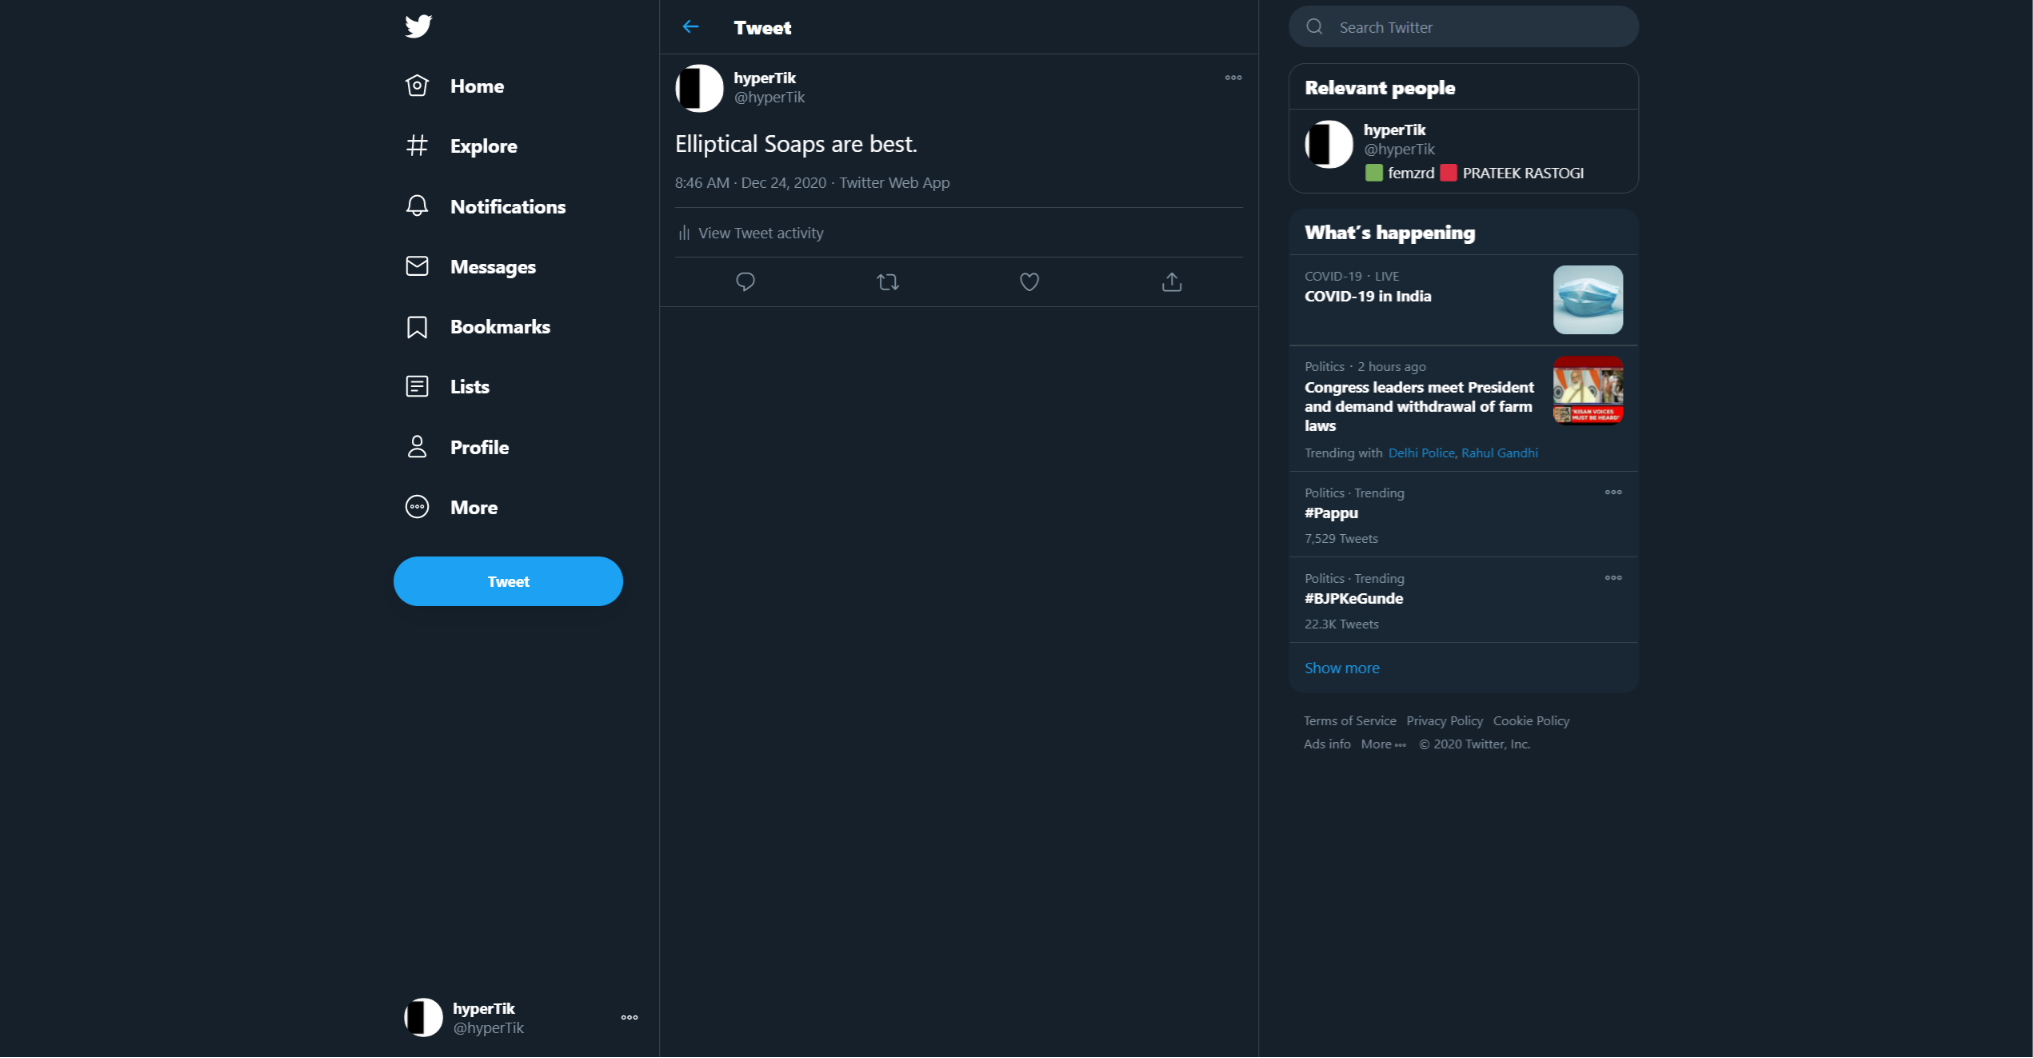 Home
Explore
Notifications
Messages
Bookmarks
Lists
Profile
More
Tweet
hyperTik
@hyperTik
Tweet
hyperTik
@hyperTik
Elliptical Soaps are best.
8:46 AM · Dec 24, 2020 · Twitter Web App
View Tweet activity
Search Twitter
Relevant people
hyperTik
@hyperTik
femzrd PRATEEK RASTOGI
What's happening
COVID-19 · LIVE
COVID-19 in India
Politics · 2 hours ago
Congress leaders meet President
and demand withdrawal of farm
laws
"KISAN VOICES
MUST BE HEARD"
Trending with Delhi Police, Rahul Gandhi
Politics · Trending
#Pappu
7,529 Tweets
Politics · Trending
#BJPKeGunde
22.3K Tweets
Show more
Terms of Service Privacy Policy Cookie Policy
Ads info More © 2020 Twitter, Inc.